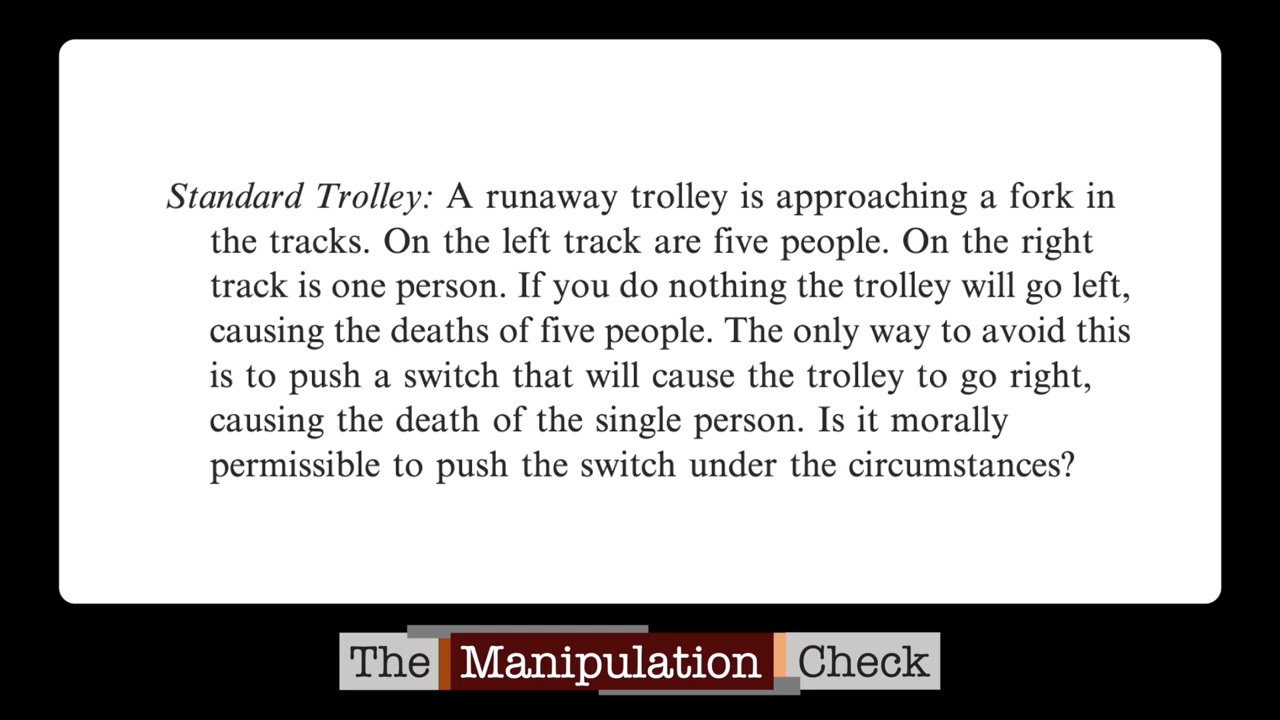 Standard Trolley: A runaway trolley is approaching a fork in
the tracks. On the left track are five people. On the right
track is one person. If you do nothing the trolley will go left,
causing the deaths of five people. The only way to avoid this
is to push a switch that will cause the trolley to go right,
causing the death of the single person. Is it morally
permissible to push the switch under the circumstances?
The Manipulation Check